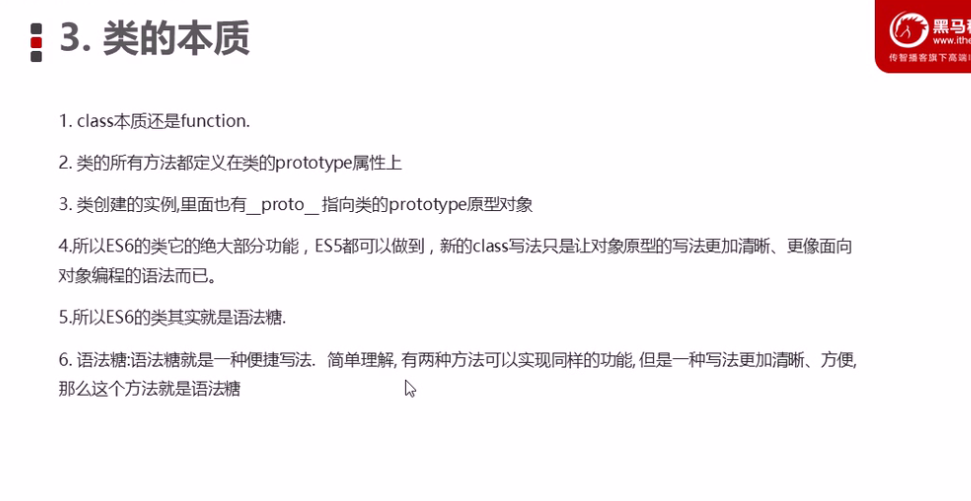 3. 类的本质
黑马
www.ithe
传智播客旗下高端
1. class本质还是function.
2. 类的所有方法都定义在类的prototype属性上
3. 类创建的实例,里面也有__proto__ 指向类的prototype原型对象
4.所以ES6的类它的绝大部分功能，ES5都可以做到，新的class写法只是让对象原型的写法更加清晰、更像面向
对象编程的语法而已。
5.所以ES6的类其实就是语法糖.
6. 语法糖:语法糖就是一种便捷写法. 简单理解, 有两种方法可以实现同样的功能, 但是一种写法更加清晰、方便,
那么这个方法就是语法糖